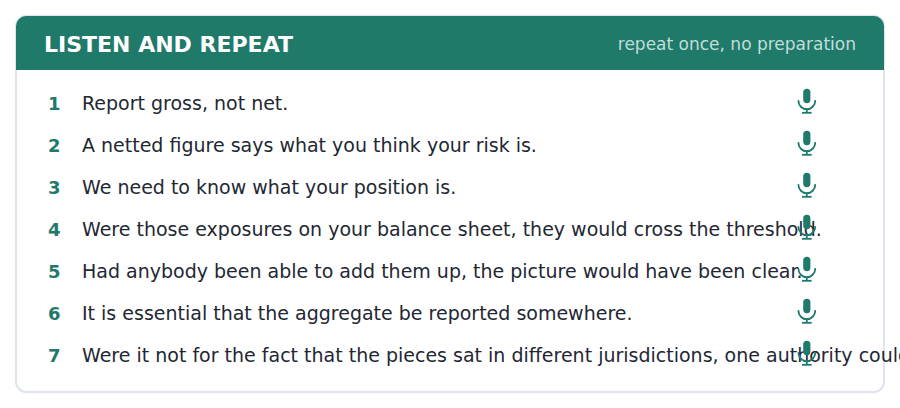 LISTEN AND REPEAT
repeat once, no preparation
1 Report gross, not net.
2 A netted figure says what you think your risk is.
3 We need to know what your position is.
4 Were those exposures on your balance sheet, they would cross the threshold.
5 Had anybody been able to add them up, the picture would have been clear.
6 It is essential that the aggregate be reported somewhere.
7 Were it not for the fact that the pieces sat in different jurisdictions, one authority